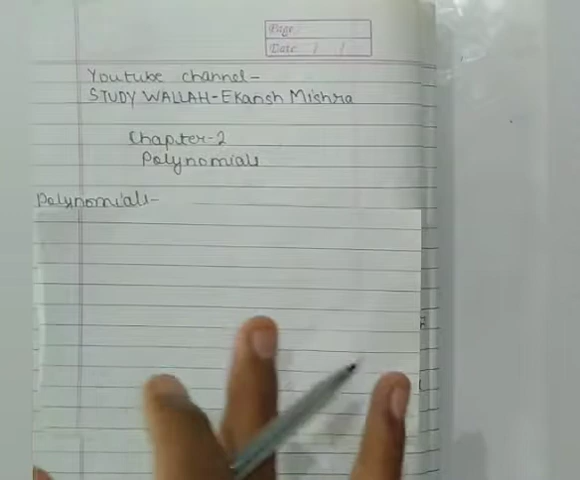 Page
Date / /
Youtube channel-
STUDY WALLAH-Ekansh Mishra
Chapter-2
Polynomials
Polynomials-